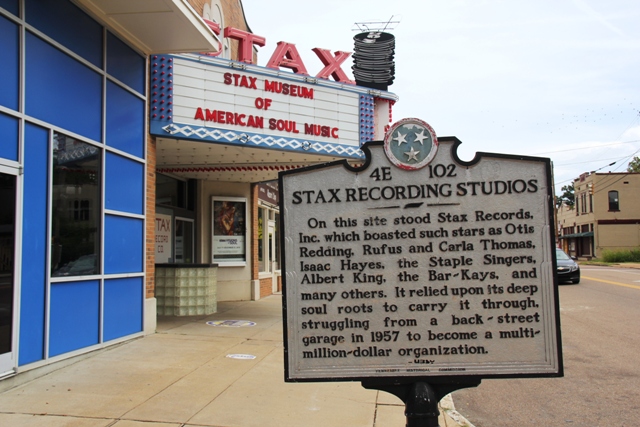 STAX
STAX MUSEUM
OF
AMERICAN SOUL MUSIC
4E 102
STAX RECORDING STUDIOS
On this site stood Stax Records,
Inc. which boasted such stars as Otis
Redding, Rufus and Carla Thomas,
Isaac Hayes, the Staple Singers,
Albert King, the Bar-Kays, and
many others. It relied upon its deep
soul roots to carry it through,
struggling from a back-street
garage in 1957 to become a multi-
million-dollar organization.
TENNESSEE HISTORICAL COMMISSION